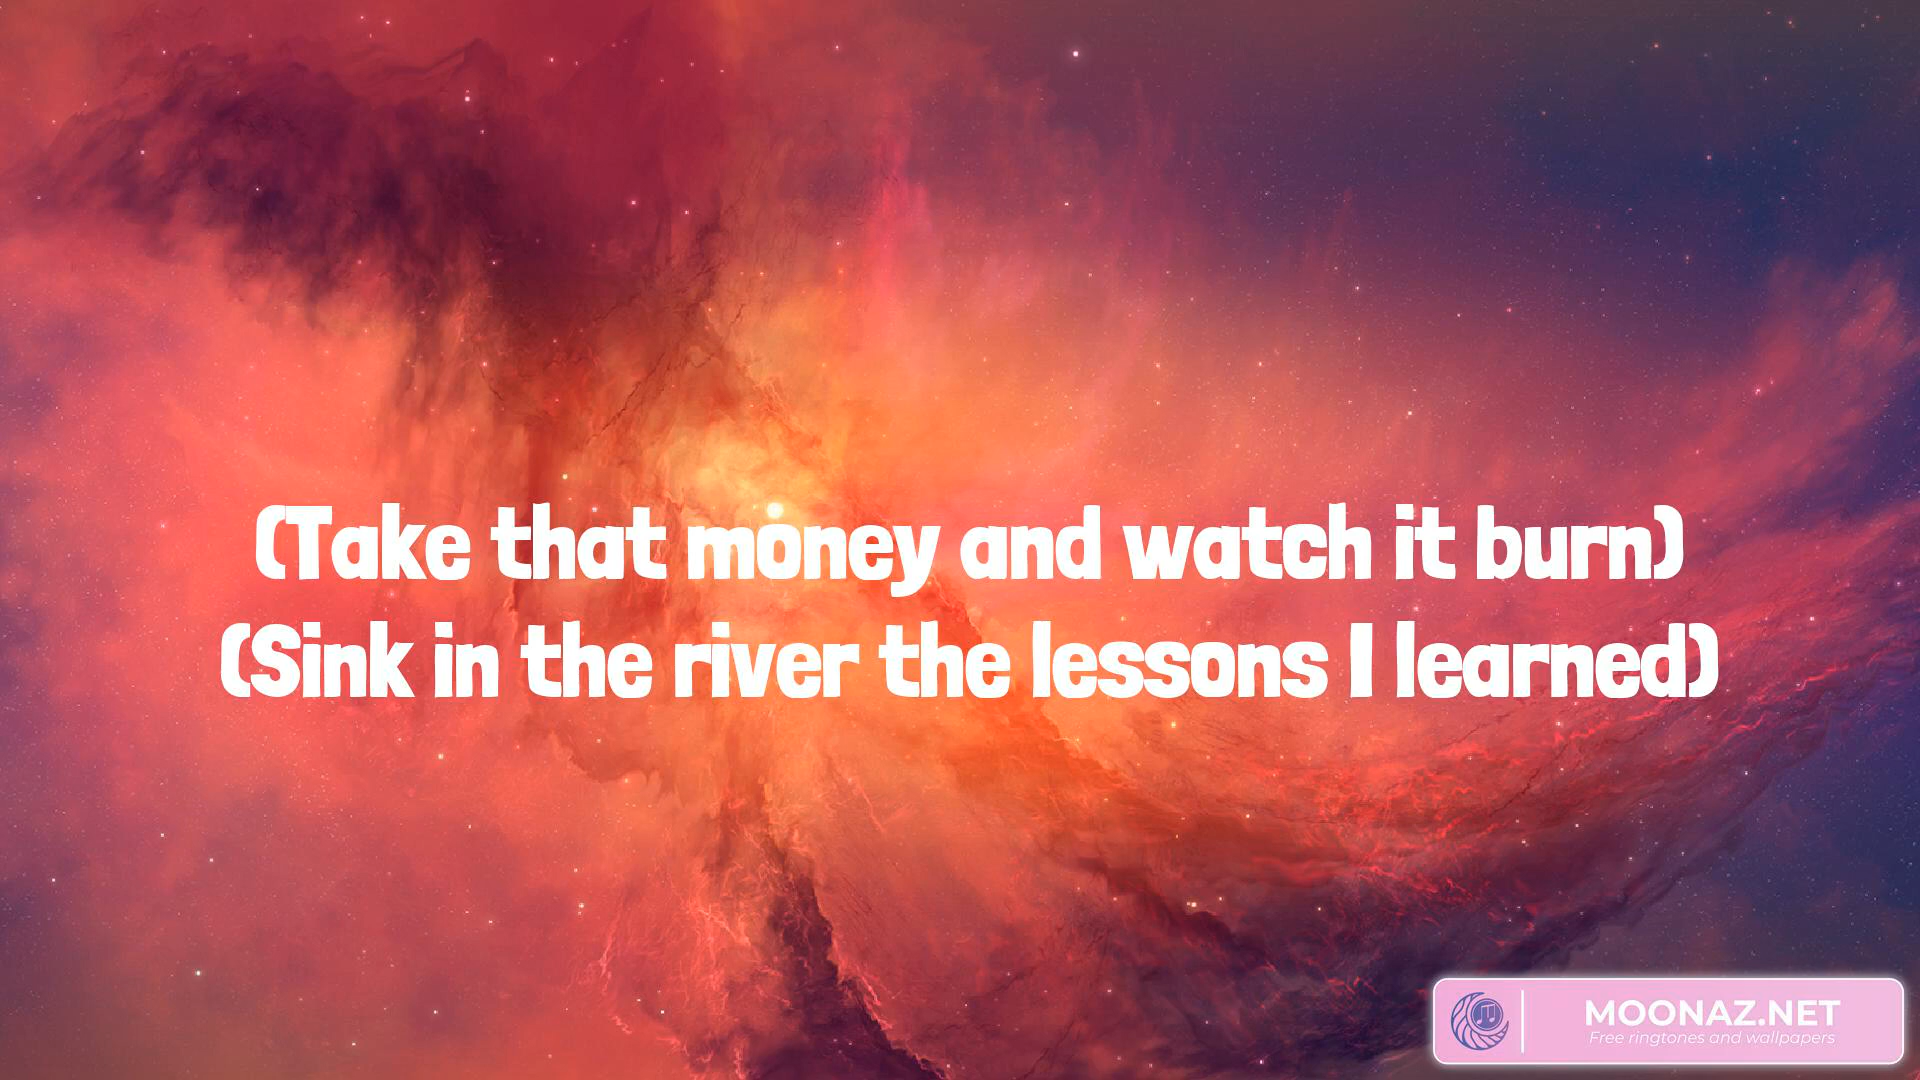 (Take that money and watch it burn)
(Sink in the river the lessons I learned)
MOONAZ.NET
Free ringtones and wallpapers